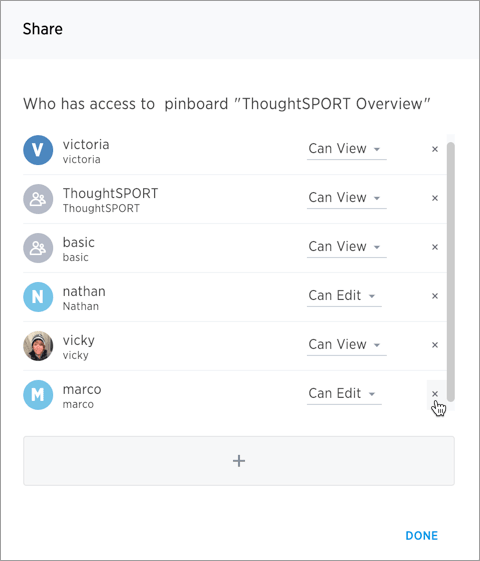 Share
Who has access to pinboard "ThoughtSPORT Overview"
V victoria Can View ×
victoria
ThoughtSPORT Can View ×
ThoughtSPORT
basic Can View ×
basic
N nathan Can Edit ×
Nathan
vicky Can View ×
vicky
M marco Can Edit ×
marco
+
DONE